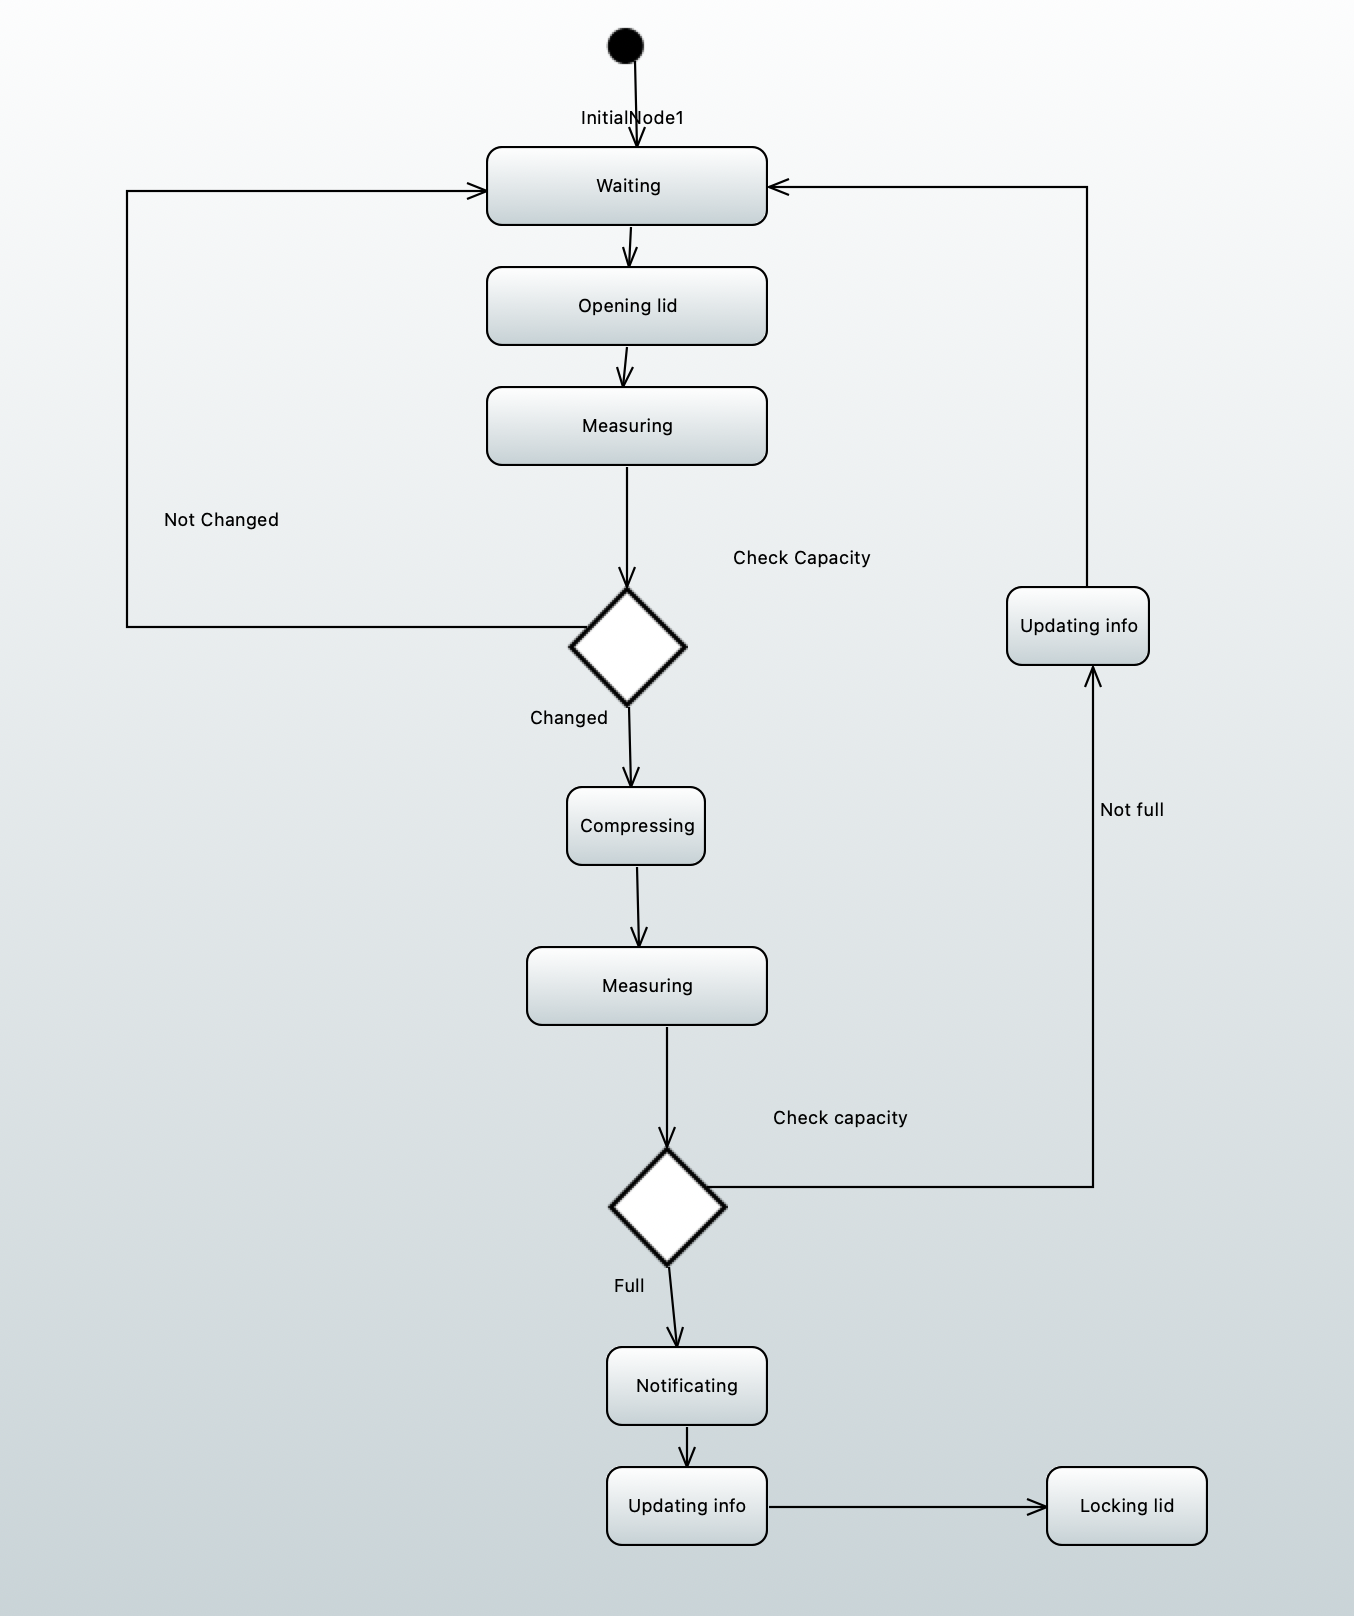 InitialNode1
Waiting
Opening lid
Measuring
Not Changed
Check Capacity
Updating info
Changed
Not full
Compressing
Measuring
Check capacity
Full
Notificating
Updating info
Locking lid